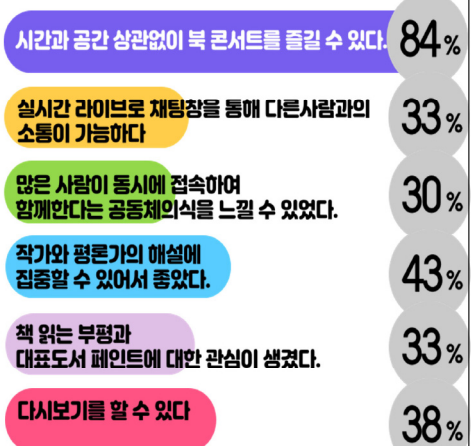 시간과 공간 상관없이 북 콘서트를 즐길 수 있다.
84%
실시간 라이브로 채팅창을 통해 다른사람과의
소통이 가능하다
33%
많은 사람이 동시에 접속하여
함께한다는 공동체의식을 느낄 수 있었다.
30%
작가와 평론가의 해설에
집중할 수 있어서 좋았다.
43%
책 읽는 부평과
대표도서 페인트에 대한 관심이 생겼다.
33%
다시보기를 할 수 있다
38%